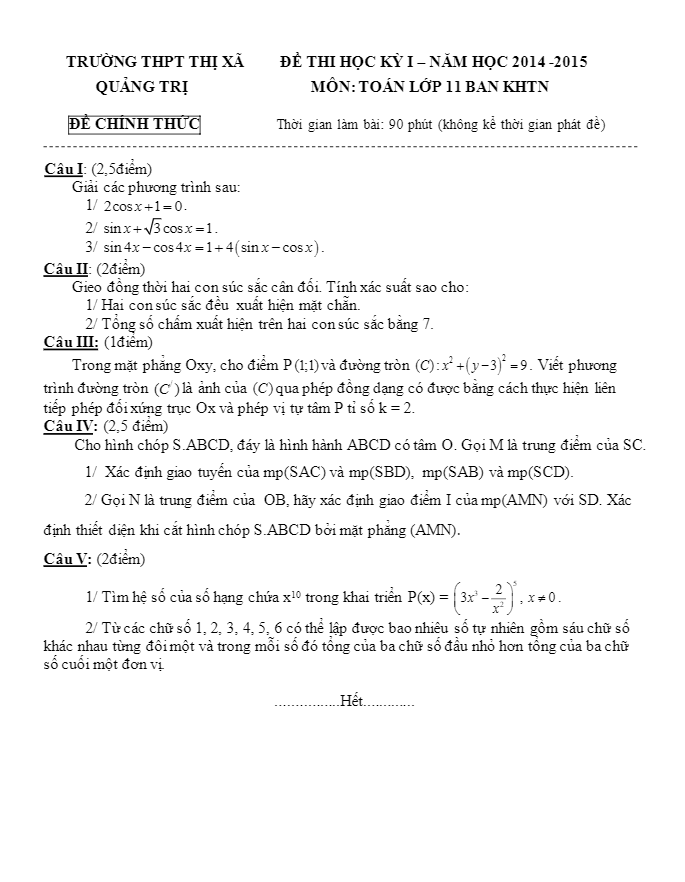 TRƯỜNG THPT THỊ XÃ ĐỀ THI HỌC KỲ I – NĂM HỌC 2014 -2015
QUẢNG TRỊ MÔN: TOÁN LỚP 11 BAN KHTN
ĐỀ CHÍNH THỨC Thời gian làm bài: 90 phút (không kể thời gian phát đề)
Câu I: (2,5điểm)
Giải các phương trình sau:
1/ 2cos x + 1 = 0.
2/ sin x + √3 cos x = 1.
3/ sin 4x − cos 4x = 1 + 4(sin x − cos x).
Câu II: (2điểm)
Gieo đồng thời hai con súc sắc cân đối. Tính xác suất sao cho:
1/ Hai con súc sắc đều xuất hiện mặt chẵn.
2/ Tổng số chấm xuất hiện trên hai con súc sắc bằng 7.
Câu III: (1điểm)
Trong mặt phẳng Oxy, cho điểm P(1;1) và đường tròn (C): x² + (y − 3)² = 9. Viết phương
trình đường tròn (C') là ảnh của (C) qua phép đồng dạng có được bằng cách thực hiện liên
tiếp phép đối xứng trục Ox và phép vị tự tâm P tỉ số k = 2.
Câu IV: (2,5 điểm)
Cho hình chóp S.ABCD, đáy là hình hành ABCD có tâm O. Gọi M là trung điểm của SC.
1/ Xác định giao tuyến của mp(SAC) và mp(SBD), mp(SAB) và mp(SCD).
2/ Gọi N là trung điểm của OB, hãy xác định giao điểm I của mp(AMN) với SD. Xác
định thiết diện khi cắt hình chóp S.ABCD bởi mặt phẳng (AMN).
Câu V: (2điểm)
1/ Tìm hệ số của số hạng chứa x¹⁰ trong khai triển P(x) = (3x³ − 2/x²)⁵, x ≠ 0.
2/ Từ các chữ số 1, 2, 3, 4, 5, 6 có thể lập được bao nhiêu số tự nhiên gồm sáu chữ số
khác nhau từng đôi một và trong mỗi số đó tổng của ba chữ số đầu nhỏ hơn tổng của ba chữ
số cuối một đơn vị.
................Hết.............